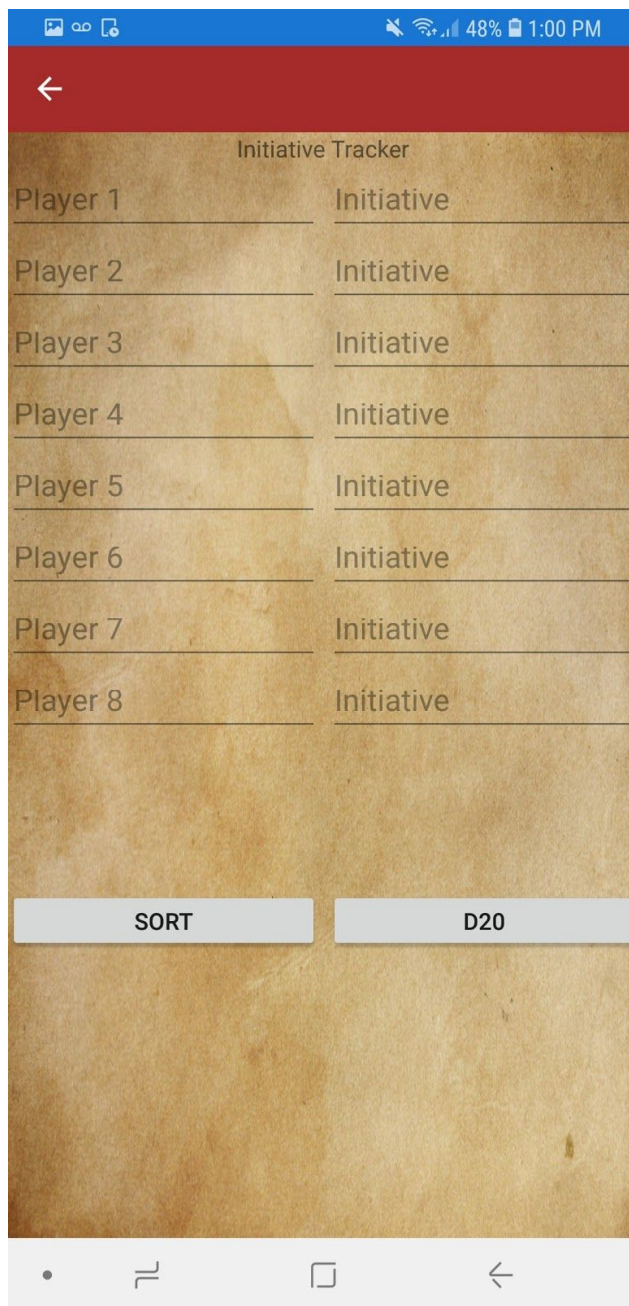 48% 1:00 PM
Initiative Tracker
Player 1 Initiative
Player 2 Initiative
Player 3 Initiative
Player 4 Initiative
Player 5 Initiative
Player 6 Initiative
Player 7 Initiative
Player 8 Initiative
SORT D20